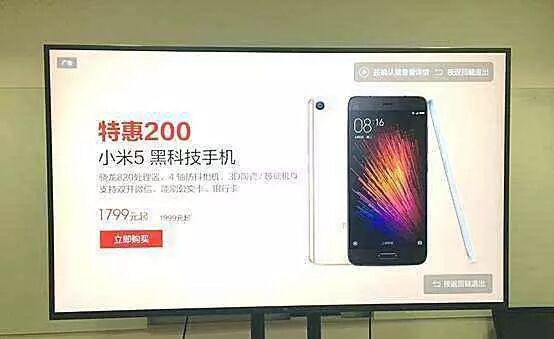 广告
按确认键查看详情 按返回键退出
特惠200
小米5 黑科技手机
骁龙820处理器、4 轴防抖相机、3D陶瓷 / 玻璃机身
支持双开微信、能刷公交卡、银行卡
1799元起 1999元起
立即购买
按返回键退出